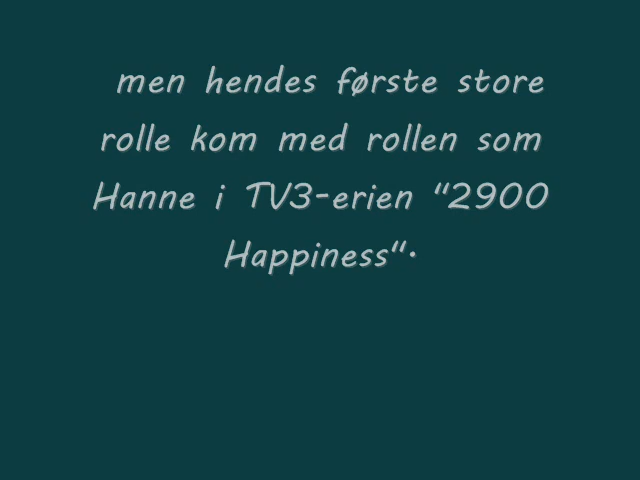 men hendes første store
rolle kom med rollen som
Hanne i TV3-erien "2900
Happiness".